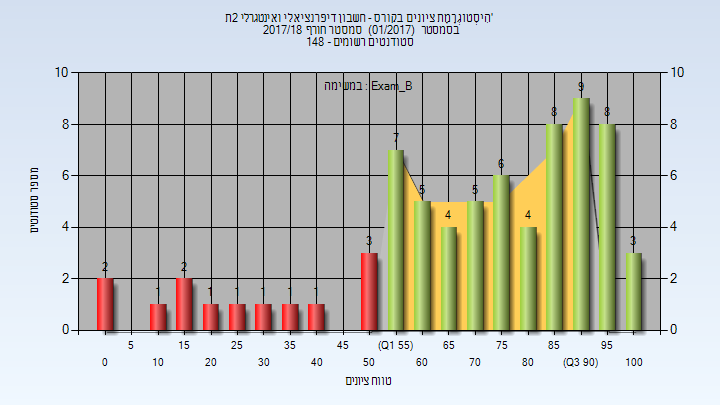 היסטוגרמת ציונים בקורס - חשבון דיפרנציאלי ואינטגרלי 2ת'
בסמסטר (01/2017) סמסטר חורף 2017/18
סטודנטים רשומים - 148
במשימה : Exam_B
מספר סטודנטים
10 10
8 8
6 6
4 4
2 2
0 0
2 1 2 1 1 1 1 1 3 7 5 4 5 6 4 8 9 8 3
5 15 25 35 45 (Q1 55) 65 75 85 95
0 10 20 30 40 50 60 70 80 (Q3 90) 100
טווח ציונים